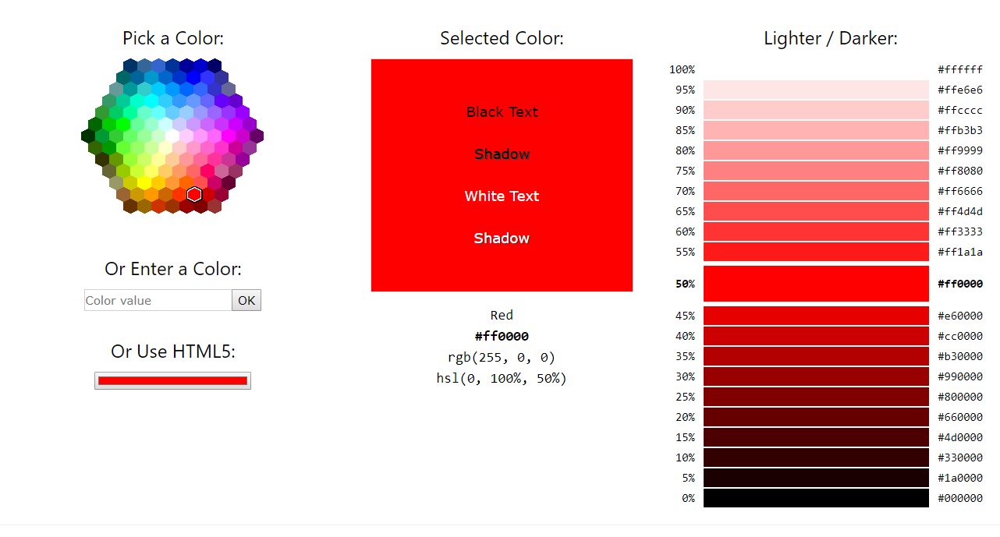 Pick a Color:
Or Enter a Color:
Color value OK
Or Use HTML5:
Selected Color:
Black Text
Shadow
White Text
Shadow
Red
#ff0000
rgb(255, 0, 0)
hsl(0, 100%, 50%)
Lighter / Darker:
100% #ffffff
95% #ffe6e6
90% #ffcccc
85% #ffb3b3
80% #ff9999
75% #ff8080
70% #ff6666
65% #ff4d4d
60% #ff3333
55% #ff1a1a
50% #ff0000
45% #e60000
40% #cc0000
35% #b30000
30% #990000
25% #800000
20% #660000
15% #4d0000
10% #330000
5% #1a0000
0% #000000